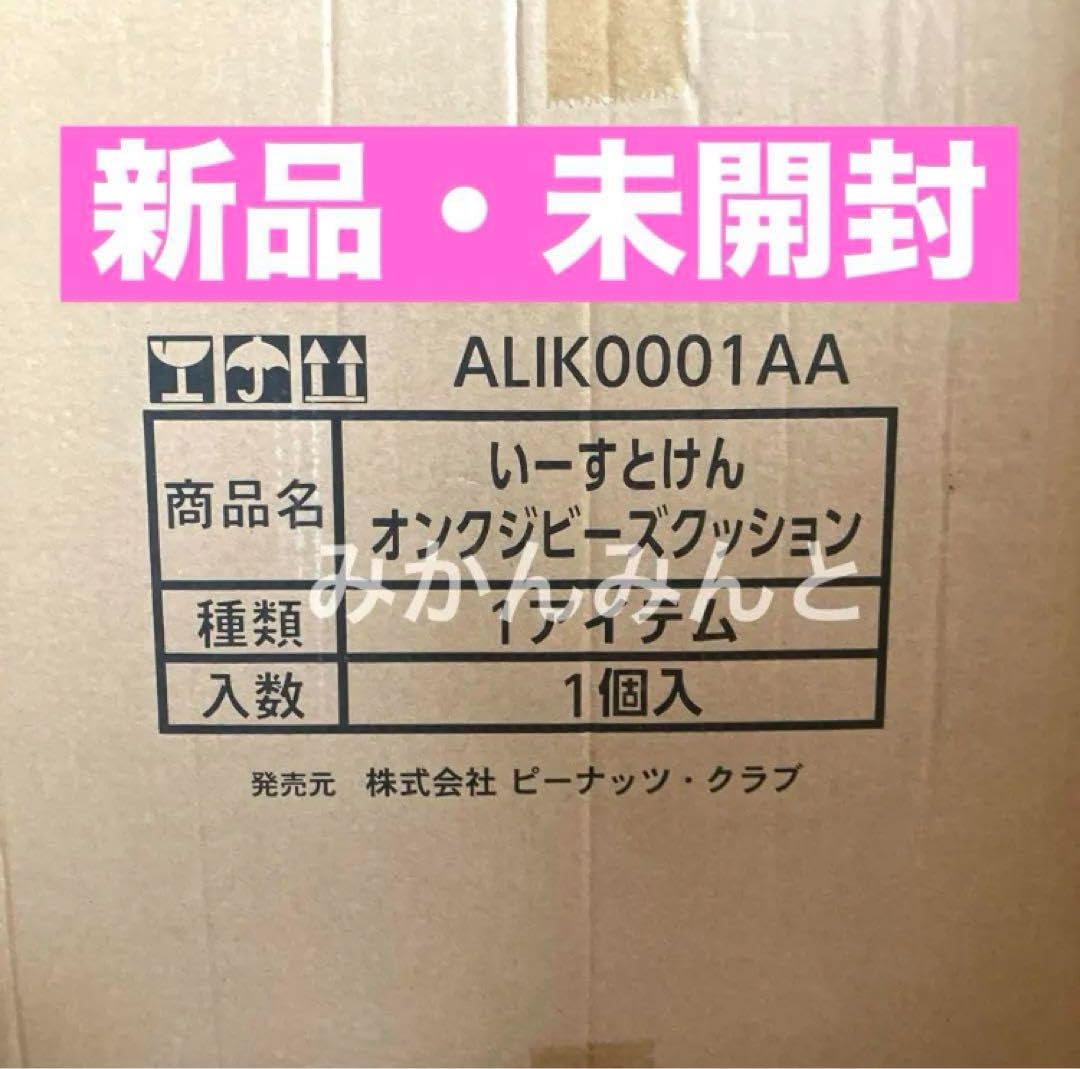 新品・未開封
ALIK0001AA
商品名
いーすとけん
オンクジビーズクッション
みかんみんと
種類
1アイテム
入数
1個入
発売元 株式会社 ピーナッツ・クラブ